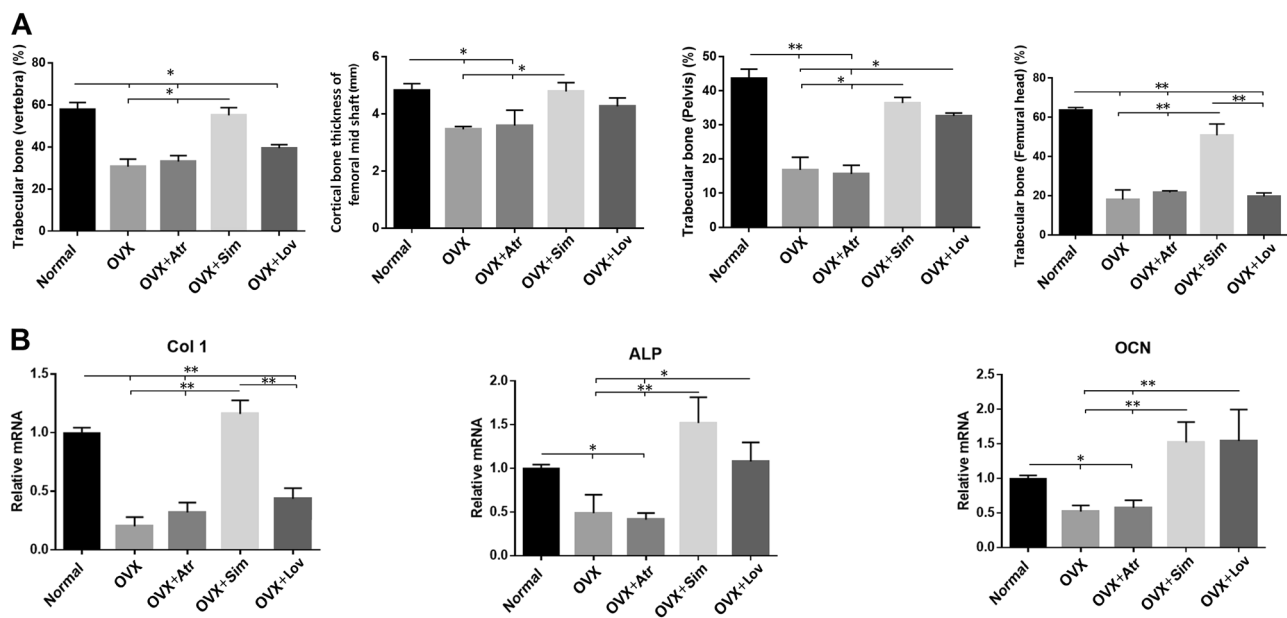 A
Trabecular bone (vertebra) (%)
80
60
40
20
0
*
*
Normal
OVX
OVX+Atr
OVX+Sim
OVX+Lov
Cortical bone thickness of
femoral mid shaft (mm)
6
4
2
0
*
*
Normal
OVX
OVX+Atr
OVX+Sim
OVX+Lov
Trabecular bone (Pelvis) (%)
50
40
30
20
10
0
**
*
*
Normal
OVX
OVX+Atr
OVX+Sim
OVX+Lov
Trabecular bone (Femoral head) (%)
80
60
40
20
0
**
**
**
Normal
OVX
OVX+Atr
OVX+Sim
OVX+Lov
B
Col 1
Relative mRNA
1.5
1.0
0.5
0.0
**
**
**
Normal
OVX
OVX+Atr
OVX+Sim
OVX+Lov
ALP
Relative mRNA
2.0
1.5
1.0
0.5
0.0
*
**
*
Normal
OVX
OVX+Atr
OVX+Sim
OVX+Lov
OCN
Relative mRNA
2.5
2.0
1.5
1.0
0.5
0.0
**
**
*
Normal
OVX
OVX+Atr
OVX+Sim
OVX+Lov